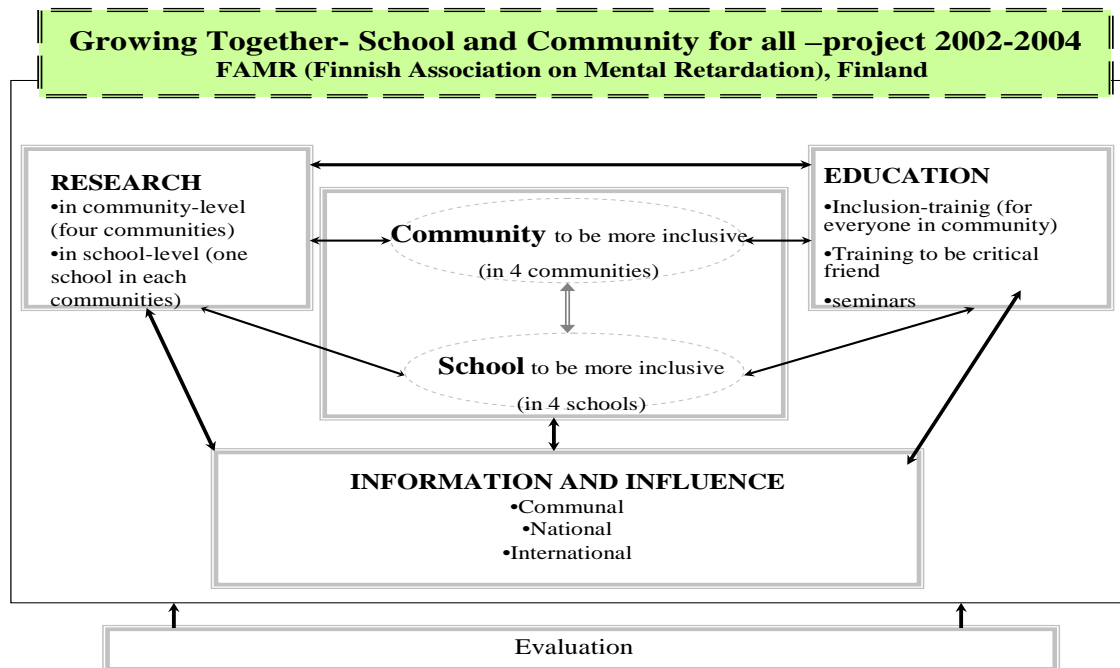 Growing Together- School and Community for all –project 2002-2004
FAMR (Finnish Association on Mental Retardation), Finland
RESEARCH
•in community-level
(four communities)
•in school-level (one
school in each
communities)
Community to be more inclusive
(in 4 communities)
School to be more inclusive
(in 4 schools)
EDUCATION
•Inclusion-trainig (for
everyone in community)
•Training to be critical
friend
•seminars
INFORMATION AND INFLUENCE
•Communal
•National
•International
Evaluation